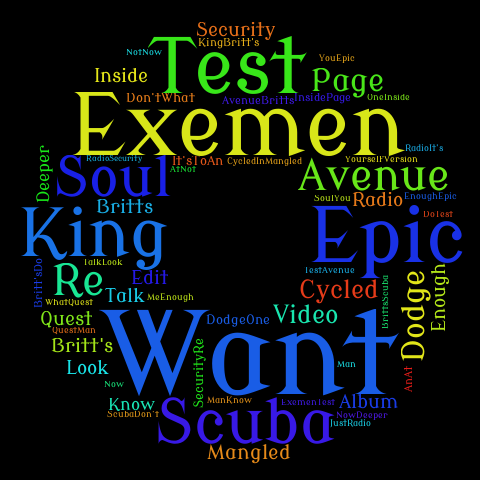 Security
KingBritt's
NotNow
Test
YouEpic
Inside
Page
Don'tWhat
AvenueBritts
InsidePage
OneInside
Exemen
RadioIt's
RadioSecurity
It'sToAn
CycledInMangled
YourselfVersion
AtNot
Deeper
Soul
Avenue
SoulYou
Radio
EnoughEpic
Britts
DoTest
King
Epic
TalkLook
TestAvenue
Britt'sDo
Re
Edit
Cycled
BrittsScuba
Dodge
Enough
Talk
MeEnough
WhatQuest
Quest
QuestMan
DodgeOne
Video
Want
Britt's
SecurityRe
Look
Man
Now
AnAt
Know
ManKnow
ExemenTest
Album
ScubaDon't
Scuba
NowDeeper
JustRadio
Mangled